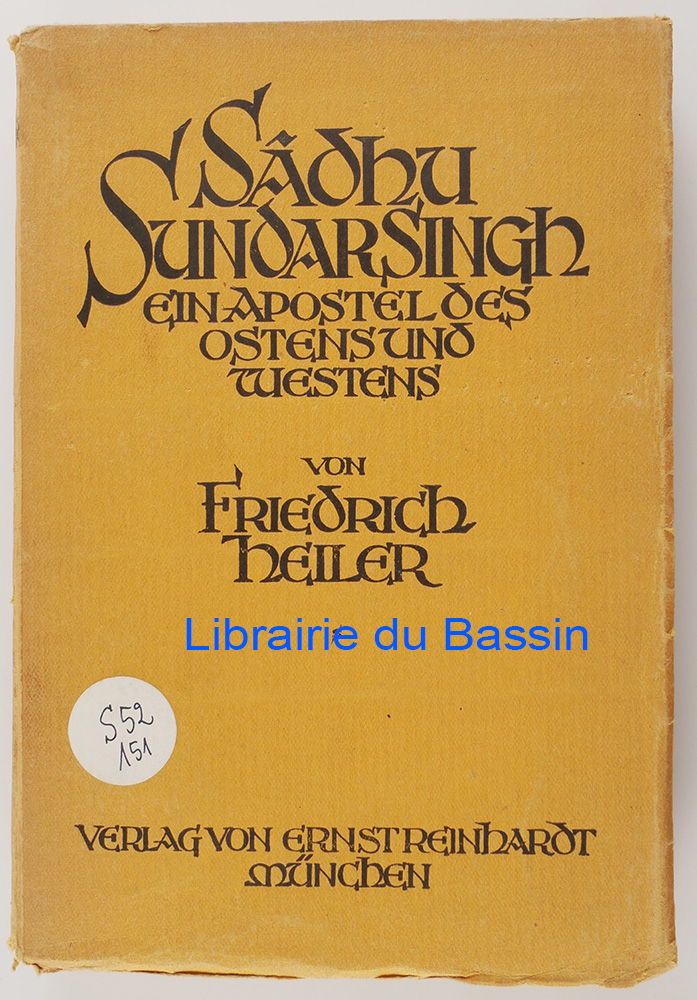 Sâdhu
Sundar Singh
ein Apostel des
Ostens und
Westens
von
Friedrich
Heiler
Librairie du Bassin
S52
151
Verlag von Ernst Reinhardt
München